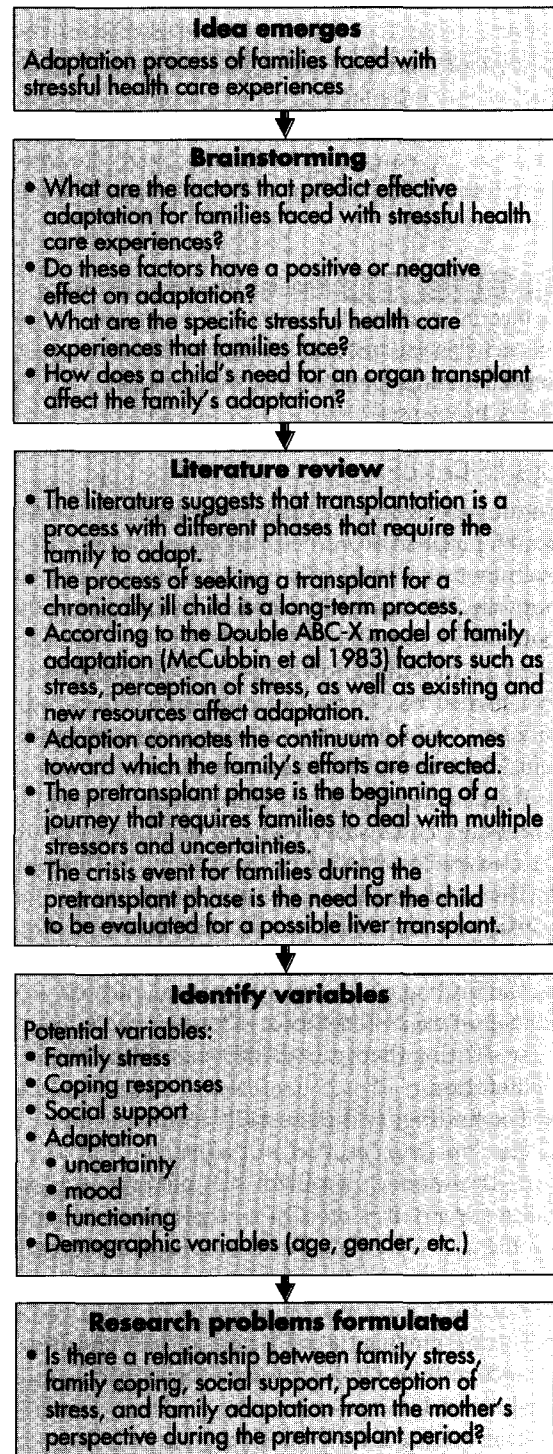 Idea emerges
Adaptation process of families faced with
stressful health care experiences
Brainstorming
• What are the factors that predict effective
adaptation for families faced with stressful health
care experiences?
• Do these factors have a positive or negative
effect on adaptation?
• What are the specific stressful health care
experiences that families face?
• How does a child's need for an organ transplant
affect the family's adaptation?
Literature review
• The literature suggests that transplantation is a
process with different phases that require the
family to adapt.
• The process of seeking a transplant for a
chronically ill child is a long-term process.
• According to the Double ABC-X model of family
adaptation (McCubbin et al 1983) factors such as
stress, perception of stress, as well as existing and
new resources affect adaptation.
• Adaption connotes the continuum of outcomes
toward which the family's efforts are directed.
• The pretransplant phase is the beginning of a
journey that requires families to deal with multiple
stressors and uncertainties.
• The crisis event for families during the
pretransplant phase is the need for the child
to be evaluated for a possible liver transplant.
Identify variables
Potential variables:
• Family stress
• Coping responses
• Social support
• Adaptation
• uncertainty
• mood
• functioning
• Demographic variables (age, gender, etc.)
Research problems formulated
• Is there a relationship between family stress,
family coping, social support, perception of
stress, and family adaptation from the mother's
perspective during the pretransplant period?